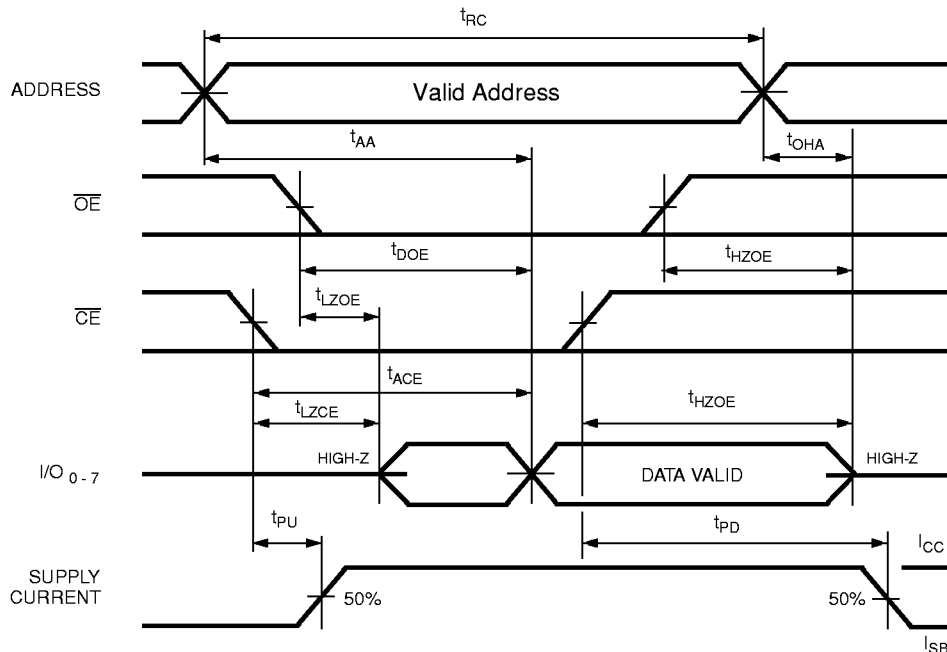 tRC
ADDRESS
Valid Address
tAA
tOHA
OE
tDOE
tHZOE
tLZOE
CE
tACE
tLZCE
tHZOE
I/O 0 - 7
HIGH-Z
DATA VALID
HIGH-Z
tPU
tPD
ICC
SUPPLY
CURRENT
50%
50%
ISB